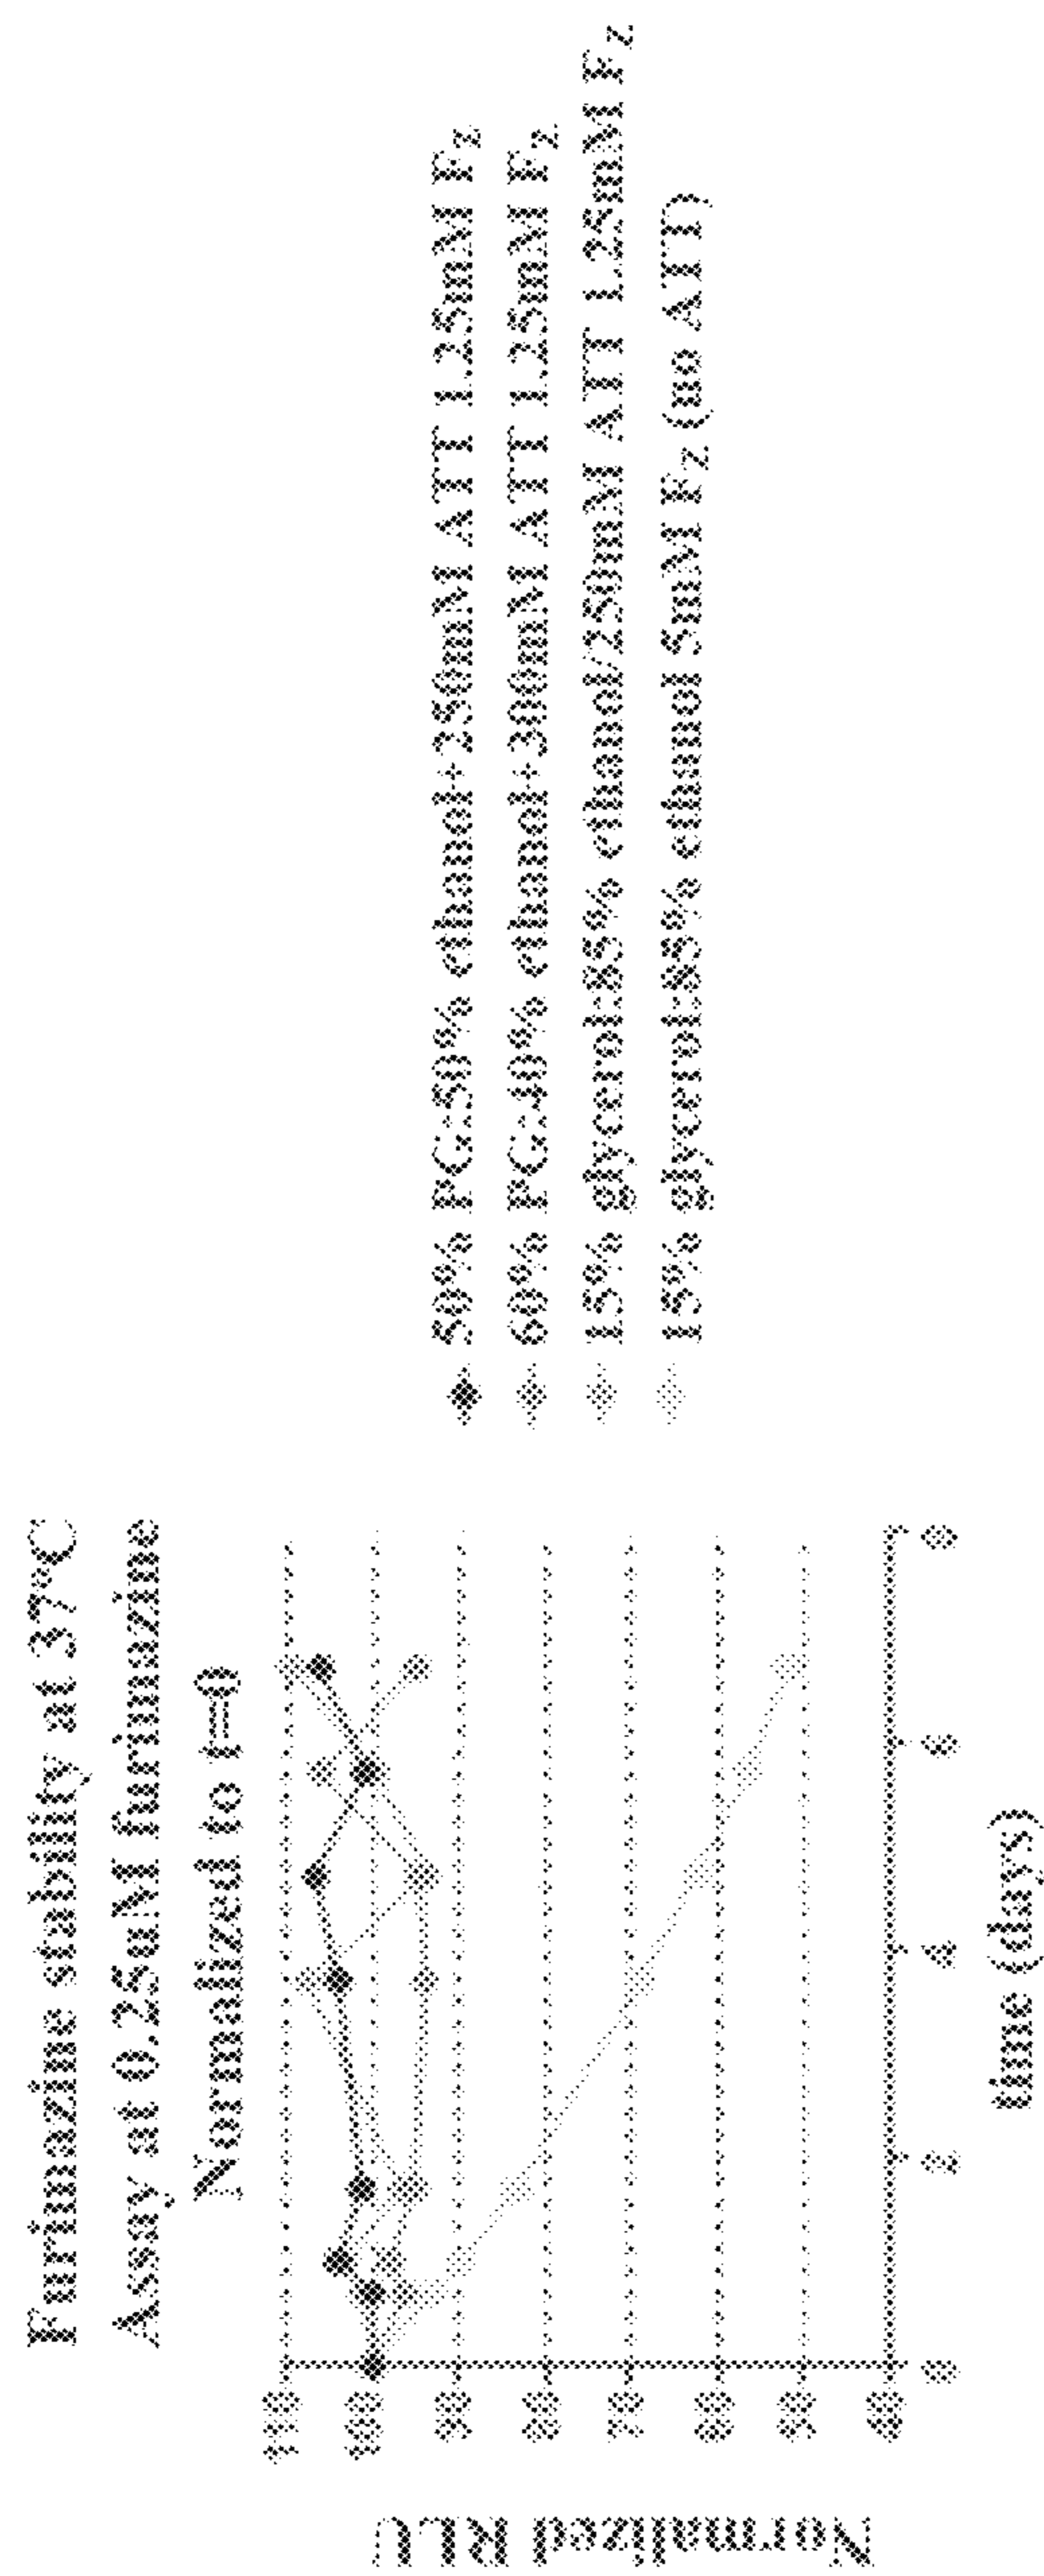 Furimazine stability at 37°C
Assay at 0.25uM furimazine
Normalized to t=0
Normalized RLU
110
100
90
80
70
60
50
40
0
2
4
6
8
time (days)
50% PG:50% ethanol+250mM ATT 1.25mM Fz
60% PG:40% ethanol+300mM ATT 1.25mM Fz
15% glycerol:85% ethanol/250mM ATT 1.25mM Fz
15% glycerol:85% ethanol 5mM Fz (no ATT)